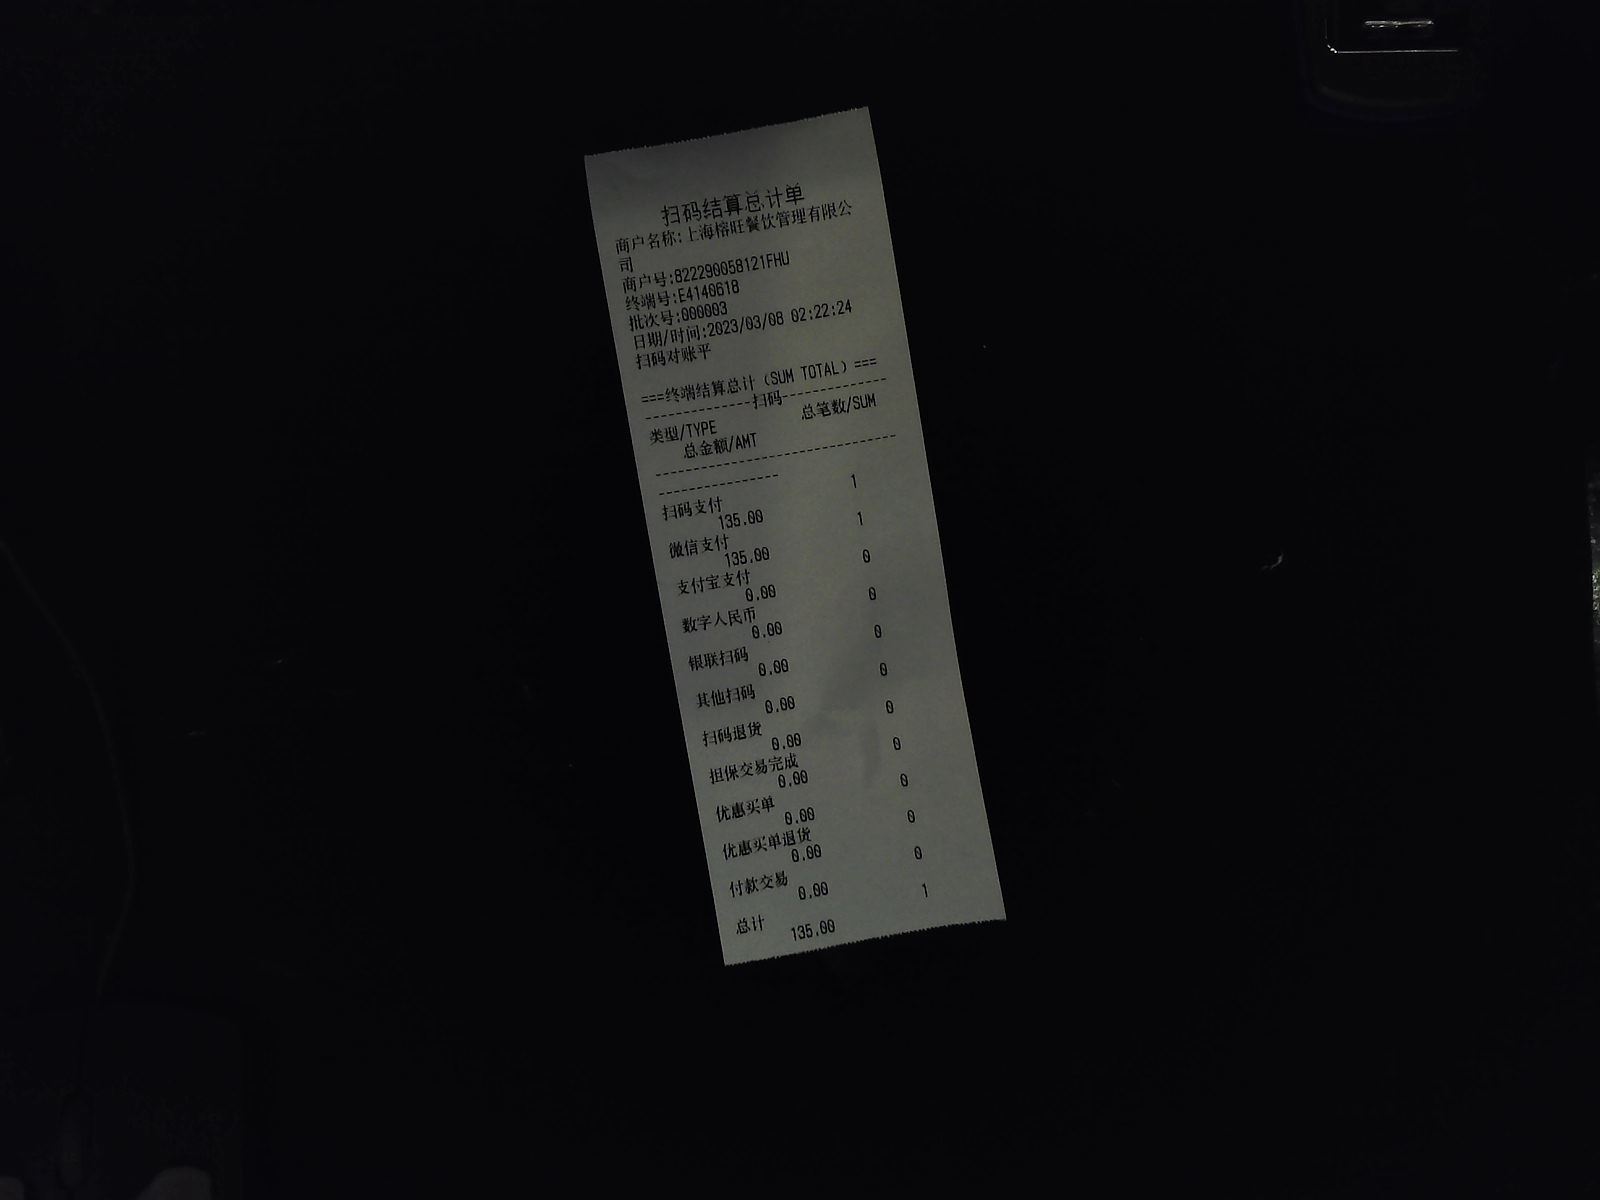 扫码结算总计单
商户名称:上海榕旺餐饮管理有限公
司
商户号:822290058121FHU
终端号:E4140618
批次号:000003
日期/时间:2023/03/08 02:22:24
扫码对账平
===终端结算总计（SUM TOTAL）===
---------------扫码---------------
类型/TYPE 总笔数/SUM
总金额/AMT
----------------------------------
----------------
扫码支付 1
135.00
微信支付 1
135.00
支付宝支付 0
0.00
数字人民币 0
0.00
银联扫码 0
0.00
其他扫码 0
0.00
扫码退货 0
0.00
担保交易完成 0
0.00
优惠买单 0
0.00
优惠买单退货 0
0.00
付款交易 0
0.00
总计 1
135.00